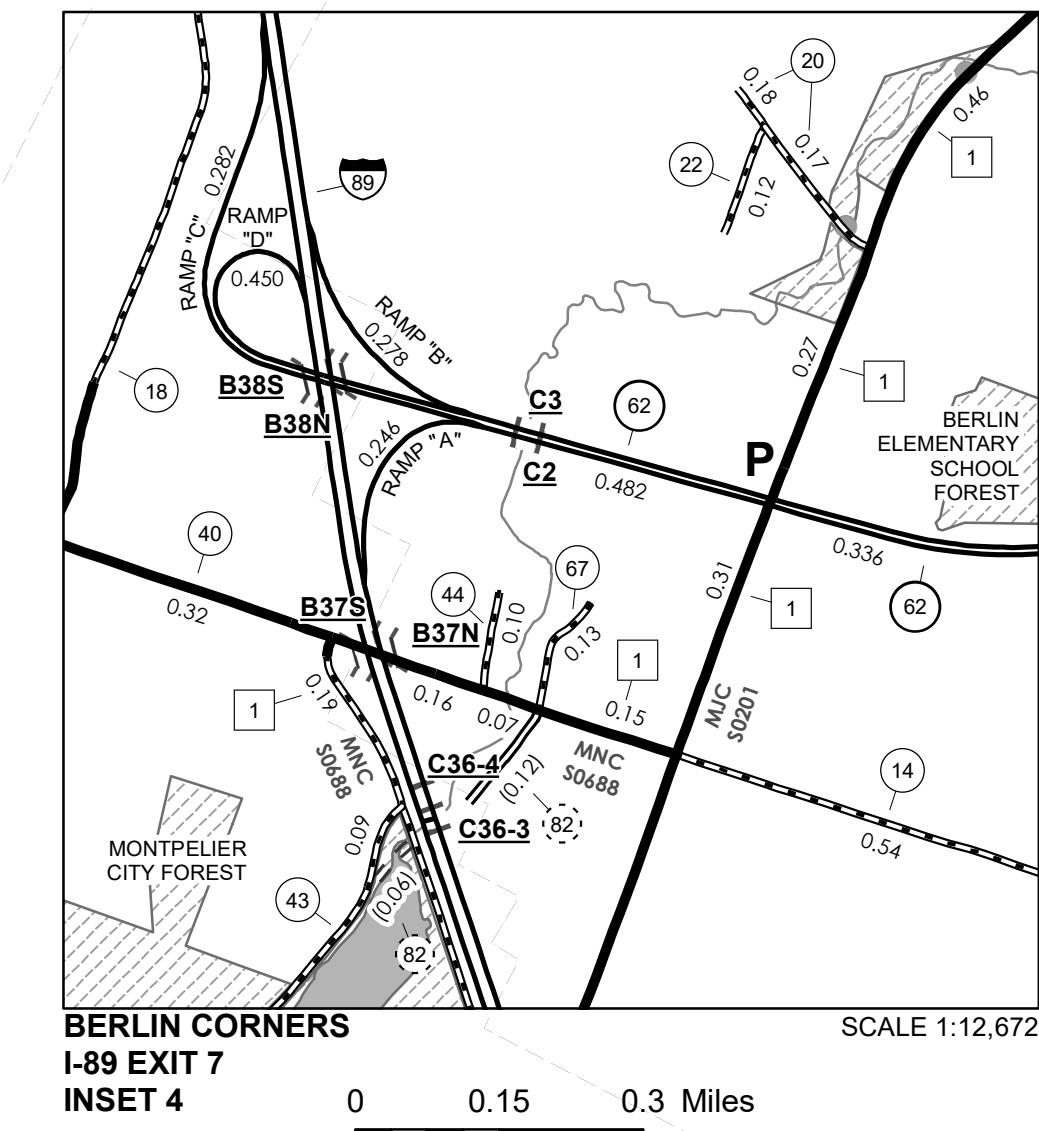 20
0.18
0.46
0.17
1
22
0.12
0.282
89
RAMP
"D"
RAMP "C"
0.450
RAMP "B"
0.278
0.27
1
18
B38S
C3
62
B38N
BERLIN
ELEMENTARY
SCHOOL
FOREST
0.246
RAMP "A"
C2
P
0.482
40
0.336
67
0.31
44
0.32
B37S
0.10
1
62
B37N
0.13
1
0.19
1
0.16
0.07
0.15
MJC
S0201
MNC
S0688
MNC
S0688
C36-4
(0.12)
14
C36-3
82
0.54
0.09
MONTPELIER
CITY FOREST
(0.06)
43
82
BERLIN CORNERS
SCALE 1:12,672
I-89 EXIT 7
INSET 4
0 0.15 0.3 Miles